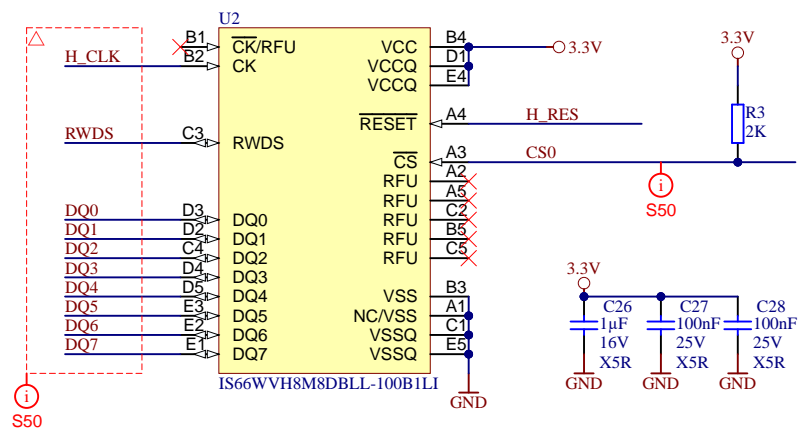 U2
B1 CK/RFU VCC B4 3.3V
B2 CK VCCQ D1
H_CLK VCCQ E4
RESET A4 H_RES
RWDS C3 RWDS
CS A3 CS0
RFU A2
RFU A5
DQ0 D3 DQ0 RFU C2
DQ1 D2 DQ1 RFU B5
DQ2 C4 DQ2 RFU C5
DQ3 D4 DQ3
DQ4 D5 DQ4 VSS B3
DQ5 E3 DQ5 NC/VSS A1
DQ6 E2 DQ6 VSSQ C1
DQ7 E1 DQ7 VSSQ E5
IS66WVH8M8DBLL-100B1LI
GND
i
S50
3.3V
R3
2K
i
S50
3.3V
C26 C27 C28
1µF 100nF 100nF
16V 25V 25V
X5R X5R X5R
GND GND GND